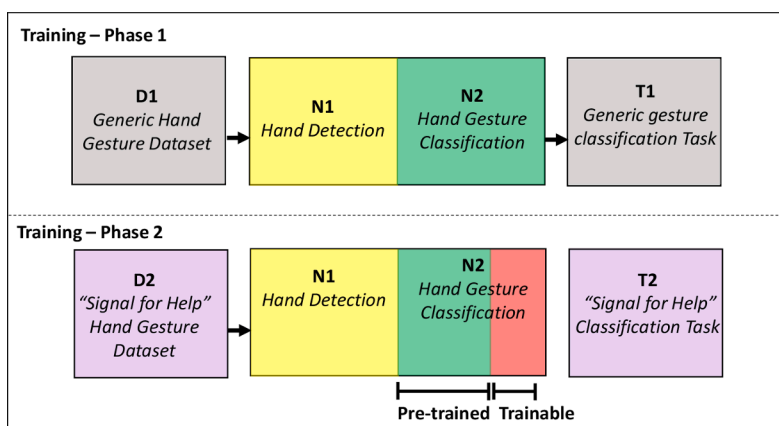 Training – Phase 1
D1
Generic Hand
Gesture Dataset
N1
Hand Detection
N2
Hand Gesture
Classification
T1
Generic gesture
classification Task
Training – Phase 2
D2
“Signal for Help”
Hand Gesture
Dataset
N1
Hand Detection
N2
Hand Gesture
Classification
T2
“Signal for Help”
Classification Task
Pre-trained
Trainable